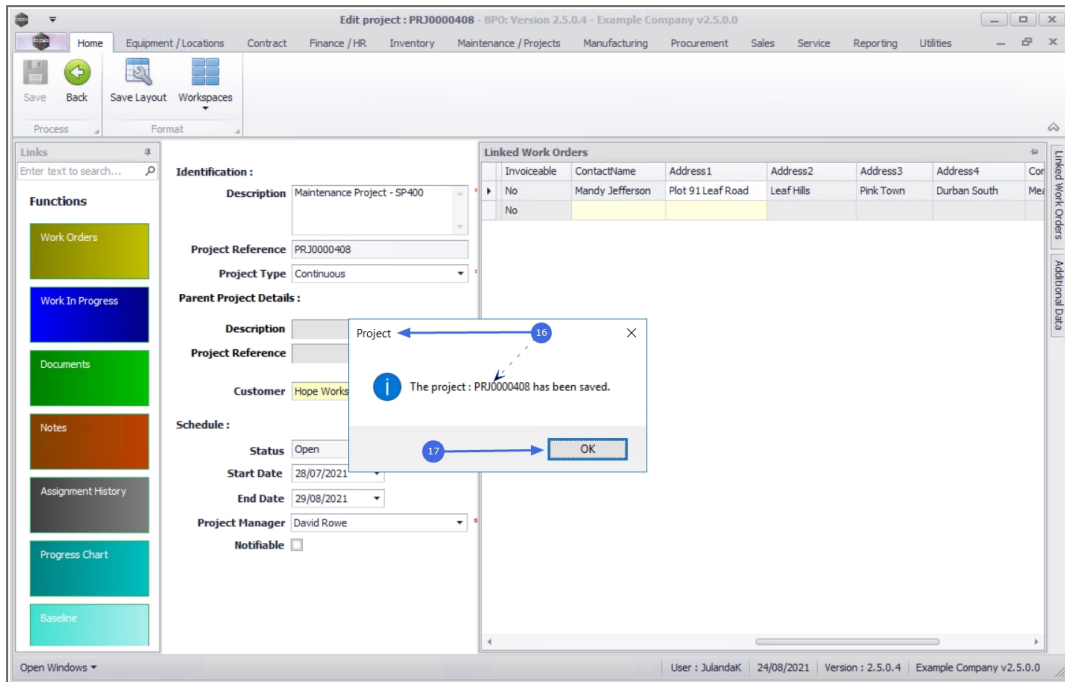 Edit project : PRJ0000408 - BPO: Version 2.5.0.4 - Example Company v2.5.0.0
Home Equipment / Locations Contract Finance / HR Inventory Maintenance / Projects Manufacturing Procurement Sales Service Reporting Utilities
Save Back Save Layout Workspaces
Process Format
Links
Enter text to search...
Functions
Work Orders
Work In Progress
Documents
Notes
Assignment History
Progress Chart
Baseline
Identification :
Description Maintenance Project - SP400 *
Project Reference PRJ0000408
Project Type Continuous *
Parent Project Details :
Description
Project Reference
Customer Hope Works
Schedule :
Status Open
Start Date 28/07/2021
End Date 29/08/2021
Project Manager David Rowe *
Notifiable
Linked Work Orders
Invoiceable ContactName Address1 Address2 Address3 Address4 Cor
No Mandy Jefferson Plot 91 Leaf Road Leaf Hills Pink Town Durban South Mea
No
Linked Work Orders
Additional Data
Project 16
The project : PRJ0000408 has been saved.
17 OK
Open Windows User : JulandaK 24/08/2021 Version : 2.5.0.4 Example Company v2.5.0.0